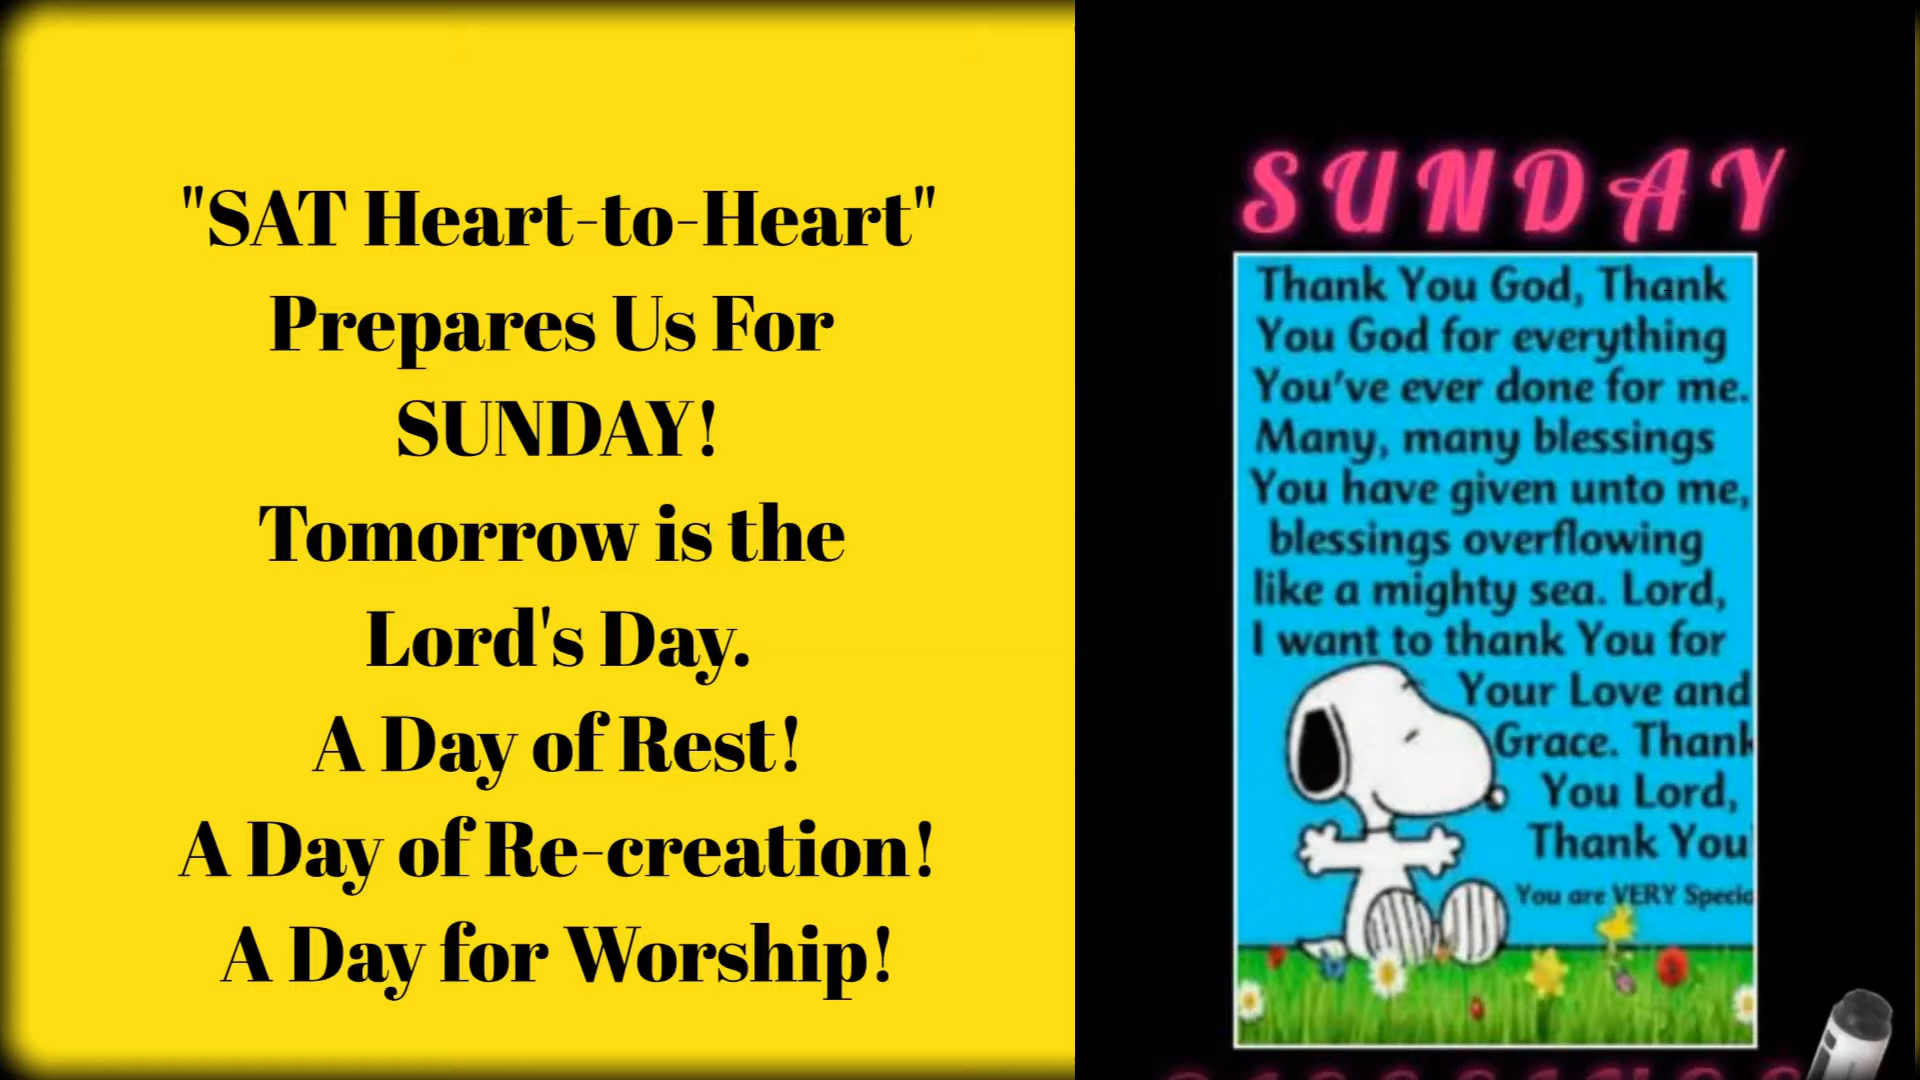 "SAT Heart-to-Heart"
Prepares Us For
SUNDAY!
Tomorrow is the
Lord's Day.
A Day of Rest!
A Day of Re-creation!
A Day for Worship!
SUNDAY
Thank You God, Thank
You God for everything
You've ever done for me.
Many, many blessings
You have given unto me,
blessings overflowing
like a mighty sea. Lord,
I want to thank You for
Your Love and
Grace. Thank
You Lord,
Thank You
You are VERY